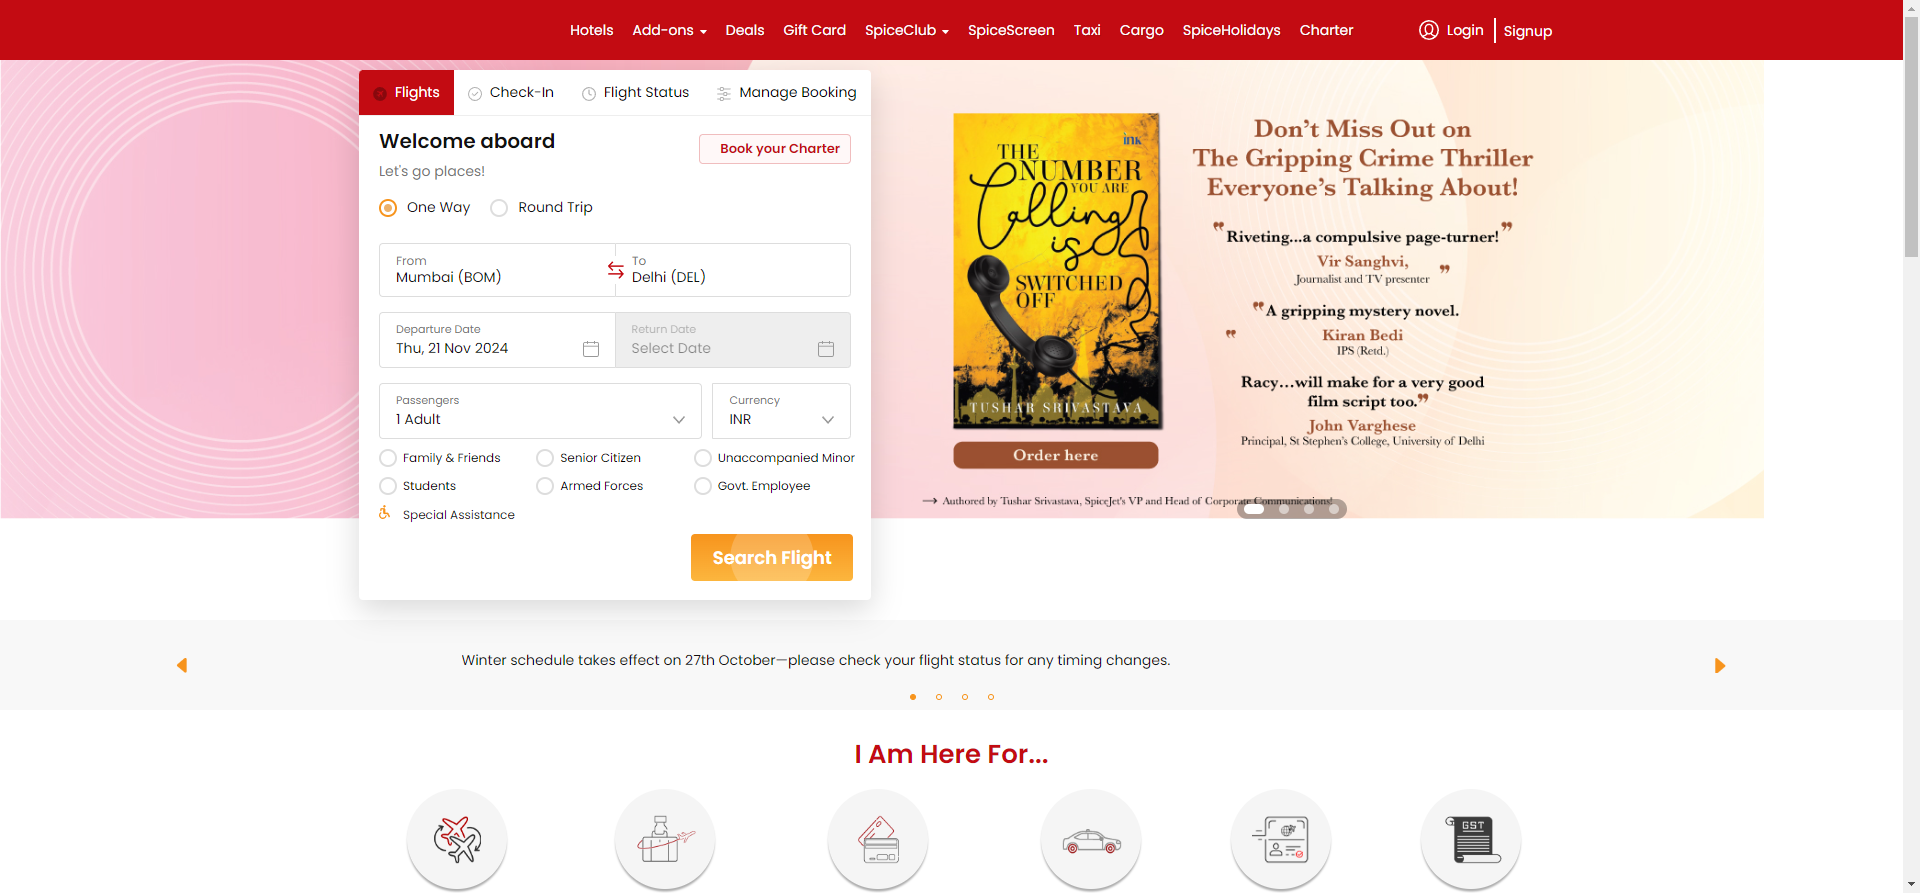 Hotels Add-ons Deals Gift Card SpiceClub SpiceScreen Taxi Cargo SpiceHolidays Charter Login Signup
Flights Check-In Flight Status Manage Booking
Welcome aboard
Book your Charter
Let's go places!
One Way Round Trip
From
Mumbai (BOM)
To
Delhi (DEL)
Departure Date
Thu, 21 Nov 2024
Return Date
Select Date
Passengers
1 Adult
Currency
INR
Family & Friends Senior Citizen Unaccompanied Minor
Students Armed Forces Govt. Employee
Special Assistance
Search Flight
ink
THE
NUMBER
YOU ARE
Calling
is
SWITCHED
OFF
TUSHAR SRIVASTAVA
Order here
Don't Miss Out on
The Gripping Crime Thriller
Everyone's Talking About!
"Riveting...a compulsive page-turner!"
Vir Sanghvi,
Journalist and TV presenter "
"A gripping mystery novel.
" Kiran Bedi
IPS (Retd.)
Racy...will make for a very good
film script too."
John Varghese
Principal, St Stephen's College, University of Delhi
→ Authored by Tushar Srivastava, SpiceJet's VP and Head of Corporate Communications!
Winter schedule takes effect on 27th October—please check your flight status for any timing changes.
I Am Here For...
GST